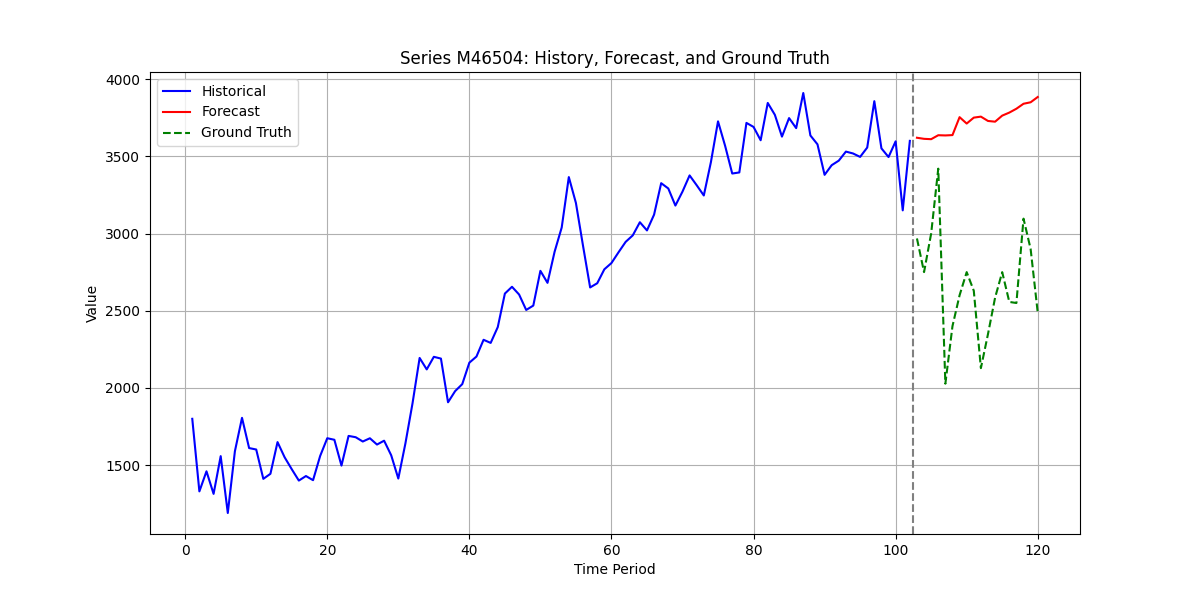 Series M46504: History, Forecast, and Ground Truth
Historical
Forecast
Ground Truth
4000
3500
3000
2500
2000
1500
Value
0 20 40 60 80 100 120
Time Period